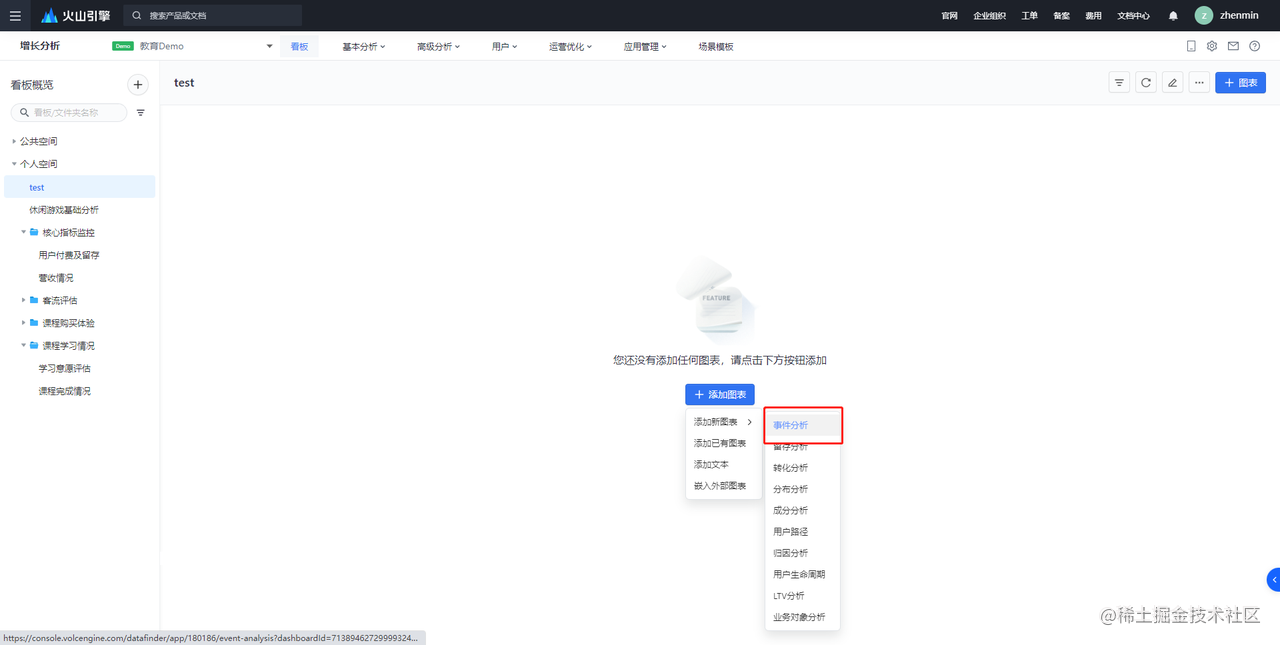 火山引擎
搜索产品或文档
官网 企业组织 工单 备案 费用 文档中心 Z zhenmin
增长分析 Demo 教育Demo 看板 基本分析 高级分析 用户 运营优化 应用管理 场景模板
看板概览
test
图表
看板/文件夹名称
公共空间
个人空间
test
休闲游戏基础分析
核心指标监控
用户付费及留存
营收情况
客流评估
课程购买体验
课程学习情况
学习意愿评估
课程完成情况
FEATURE
您还没有添加任何图表，请点击下方按钮添加
添加图表
添加新图表
添加已有图表
添加文本
嵌入外部图表
事件分析
留存分析
转化分析
分布分析
成分分析
用户路径
归因分析
用户生命周期
LTV分析
业务对象分析
@稀土掘金技术社区
https://console.volcengine.com/datafinder/app/180186/event-analysis?dashboardId=71389462729999324...